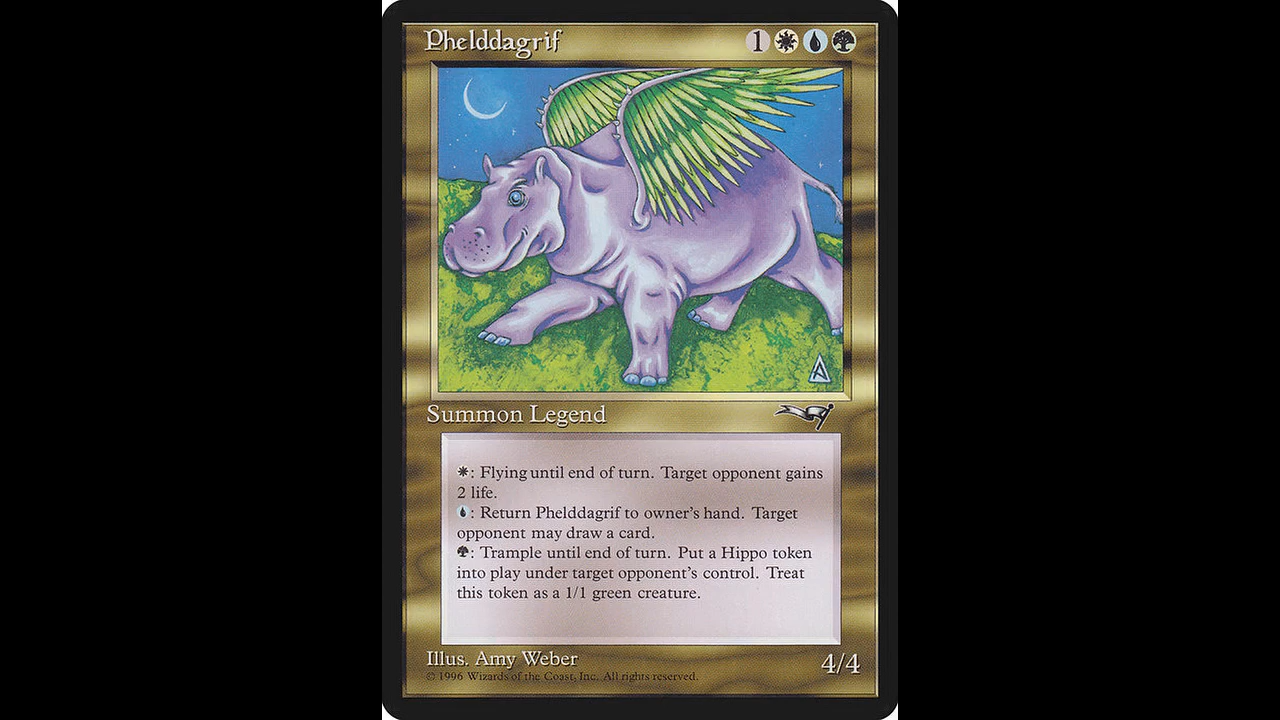 Phelddagrif 1
Summon Legend
: Flying until end of turn. Target opponent gains
2 life.
: Return Phelddagrif to owner's hand. Target
opponent may draw a card.
: Trample until end of turn. Put a Hippo token
into play under target opponent's control. Treat
this token as a 1/1 green creature.
Illus. Amy Weber
4/4
© 1996 Wizards of the Coast, Inc. All rights reserved.